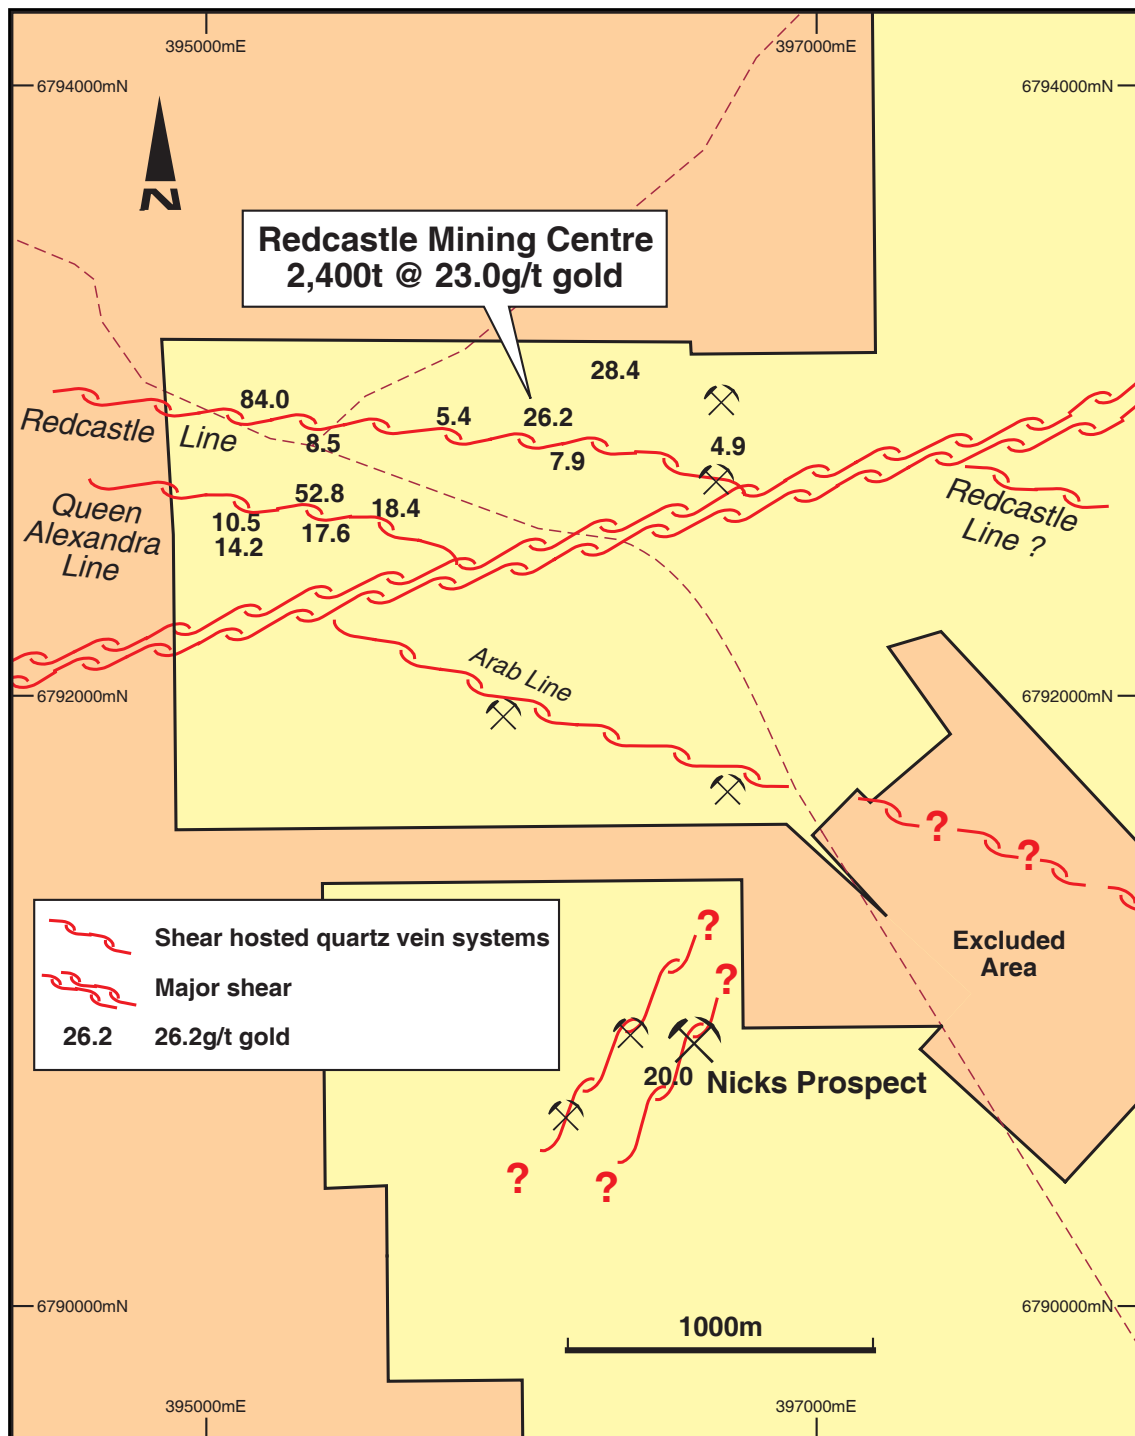 395000mE
397000mE
6794000mN
6794000mN
N
Redcastle Mining Centre
2,400t @ 23.0g/t gold
28.4
84.0
5.4
26.2
Redcastle Line
8.5
7.9
4.9
Queen
Alexandra
Line
52.8
18.4
10.5
17.6
14.2
Redcastle
Line ?
Arab Line
6792000mN
6792000mN
?
?
Shear hosted quartz vein systems
Major shear
26.2
26.2g/t gold
?
?
Excluded
Area
20.0
Nicks Prospect
?
?
6790000mN
6790000mN
1000m
395000mE
397000mE